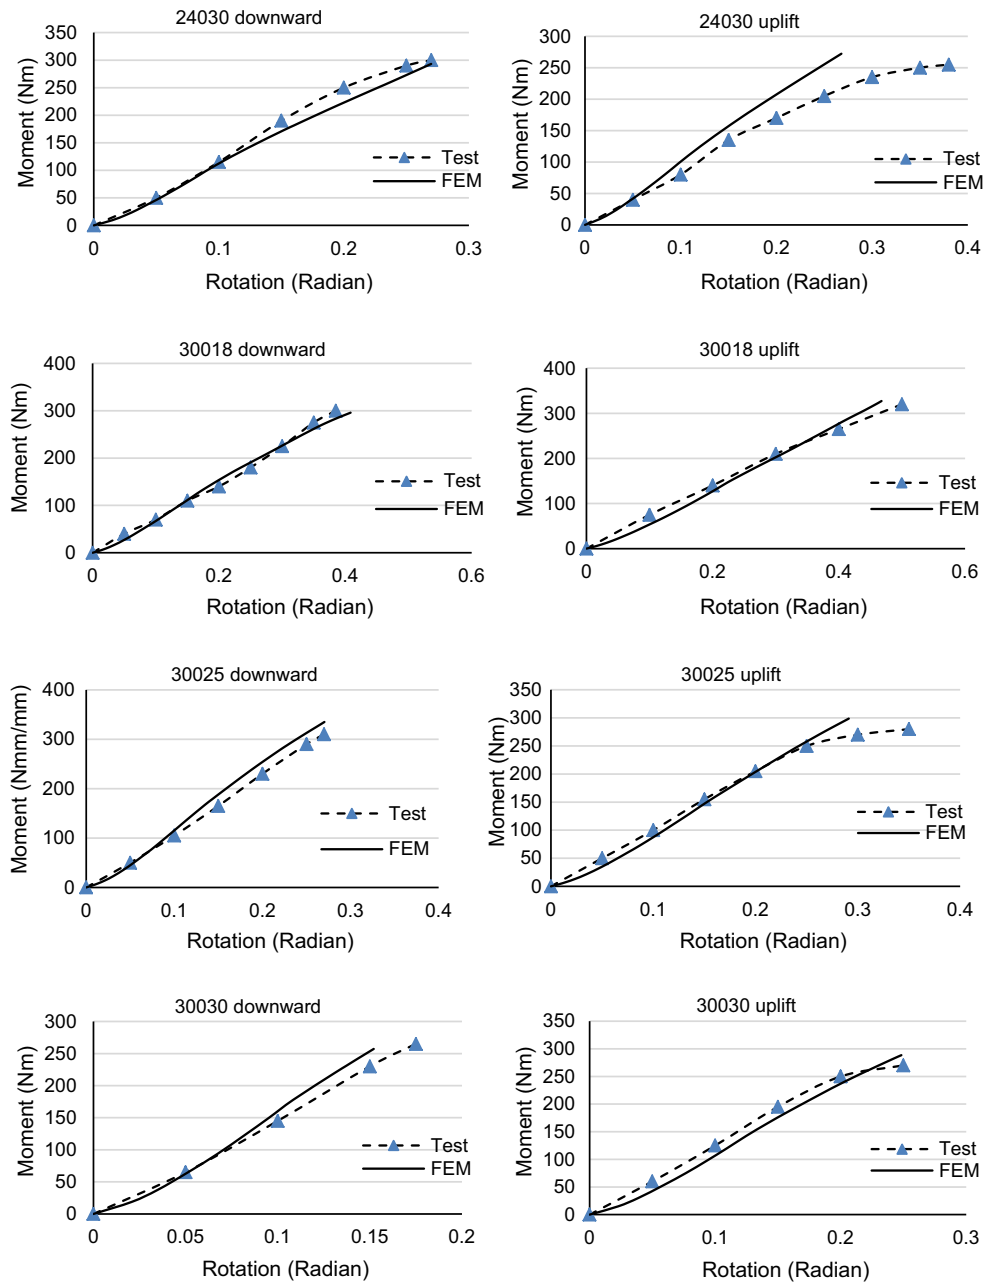 24030 downward
350
300
250
200
150
100
50
0
Moment (Nm)
0 0.1 0.2 0.3
Rotation (Radian)
Test
FEM
24030 uplift
300
250
200
150
100
50
0
Moment (Nm)
0 0.1 0.2 0.3 0.4
Rotation (Radian)
Test
FEM
30018 downward
400
300
200
100
0
Moment (Nm)
0 0.2 0.4 0.6
Rotation (Radian)
Test
FEM
30018 uplift
400
300
200
100
0
Moment (Nm)
0 0.2 0.4 0.6
Rotation (Radian)
Test
FEM
30025 downward
400
300
200
100
0
Moment (Nmm/mm)
0 0.1 0.2 0.3 0.4
Rotation (Radian)
Test
FEM
30025 uplift
350
300
250
200
150
100
50
0
Moment (Nm)
0 0.1 0.2 0.3 0.4
Rotation (Radian)
Test
FEM
30030 downward
300
250
200
150
100
50
0
Moment (Nm)
0 0.05 0.1 0.15 0.2
Rotation (Radian)
Test
FEM
30030 uplift
350
300
250
200
150
100
50
0
Moment (Nm)
0 0.1 0.2 0.3
Rotation (Radian)
Test
FEM